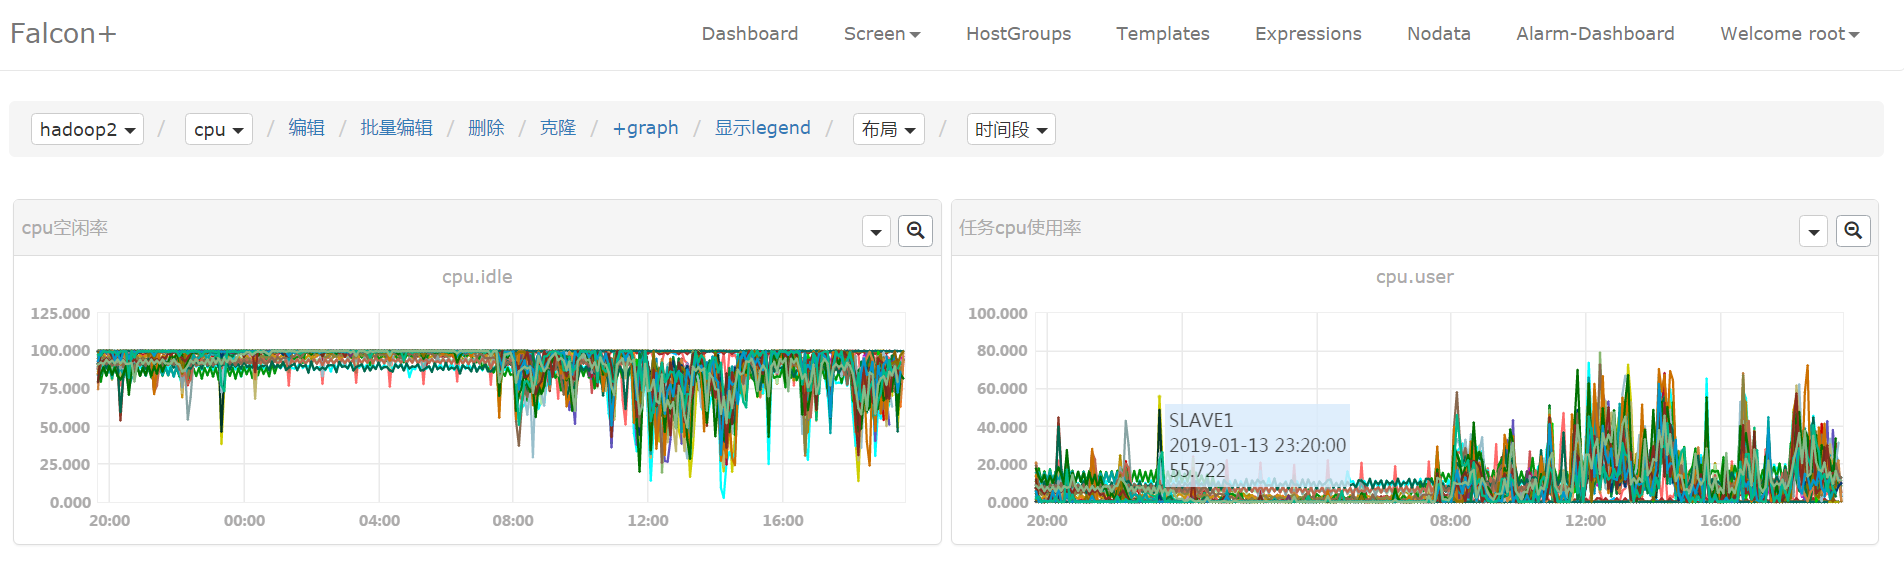 Falcon+
Dashboard Screen HostGroups Templates Expressions Nodata Alarm-Dashboard Welcome root
hadoop2 / cpu / 编辑 / 批量编辑 / 删除 / 克隆 / +graph / 显示legend / 布局 / 时间段
cpu空闲率
cpu.idle
125.000
100.000
75.000
50.000
25.000
0.000
20:00 00:00 04:00 08:00 12:00 16:00
任务cpu使用率
cpu.user
100.000
80.000
60.000
40.000
20.000
0.000
SLAVE1
2019-01-13 23:20:00
55.722
20:00 00:00 04:00 08:00 12:00 16:00